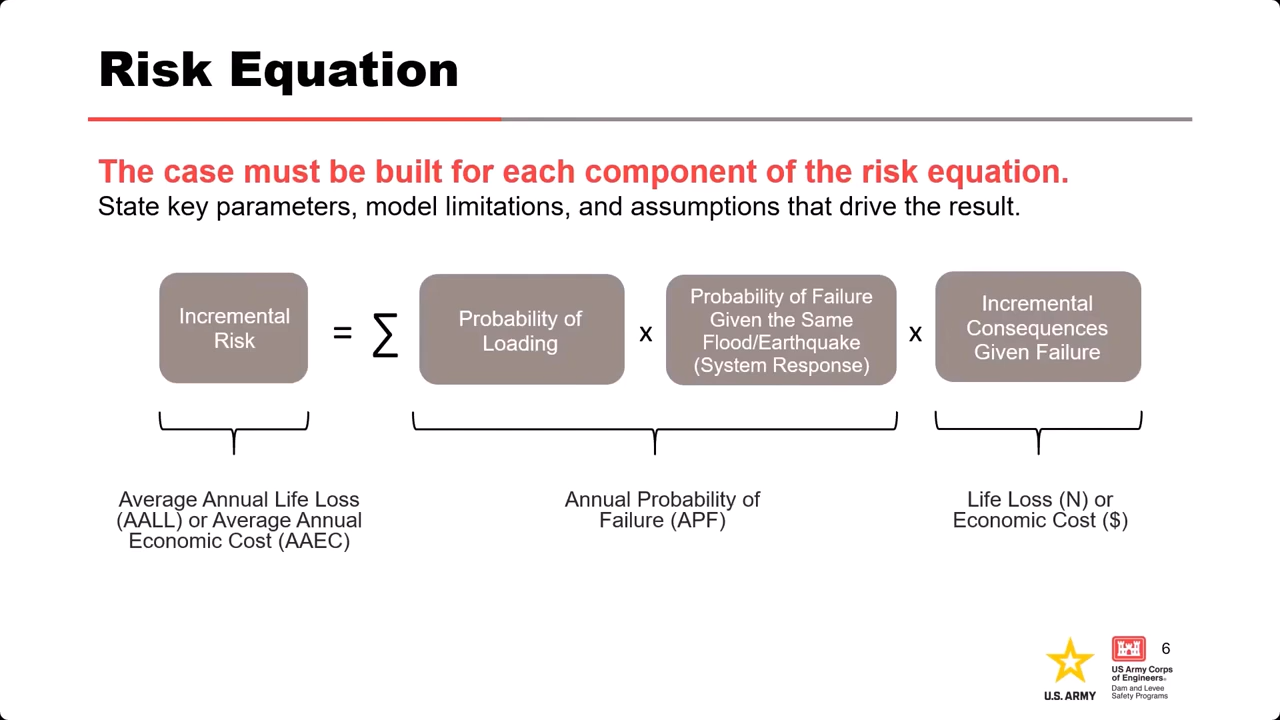 Risk Equation
The case must be built for each component of the risk equation.
State key parameters, model limitations, and assumptions that drive the result.
Incremental
Risk
= ∑
Probability of
Loading
x
Probability of Failure
Given the Same
Flood/Earthquake
(System Response)
x
Incremental
Consequences
Given Failure
Average Annual Life Loss
(AALL) or Average Annual
Economic Cost (AAEC)
Annual Probability of
Failure (APF)
Life Loss (N) or
Economic Cost ($)
U.S. ARMY
US Army Corps
of Engineers®
Dam and Levee
Safety Programs
6